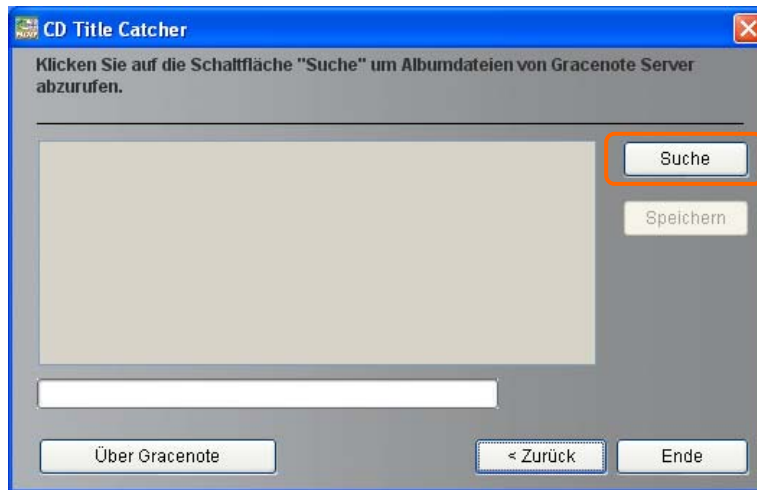 CD Title Catcher
Klicken Sie auf die Schaltfläche "Suche" um Albumdateien von Gracenote Server
abzurufen.
Suche
Speichern
Über Gracenote
< Zurück
Ende